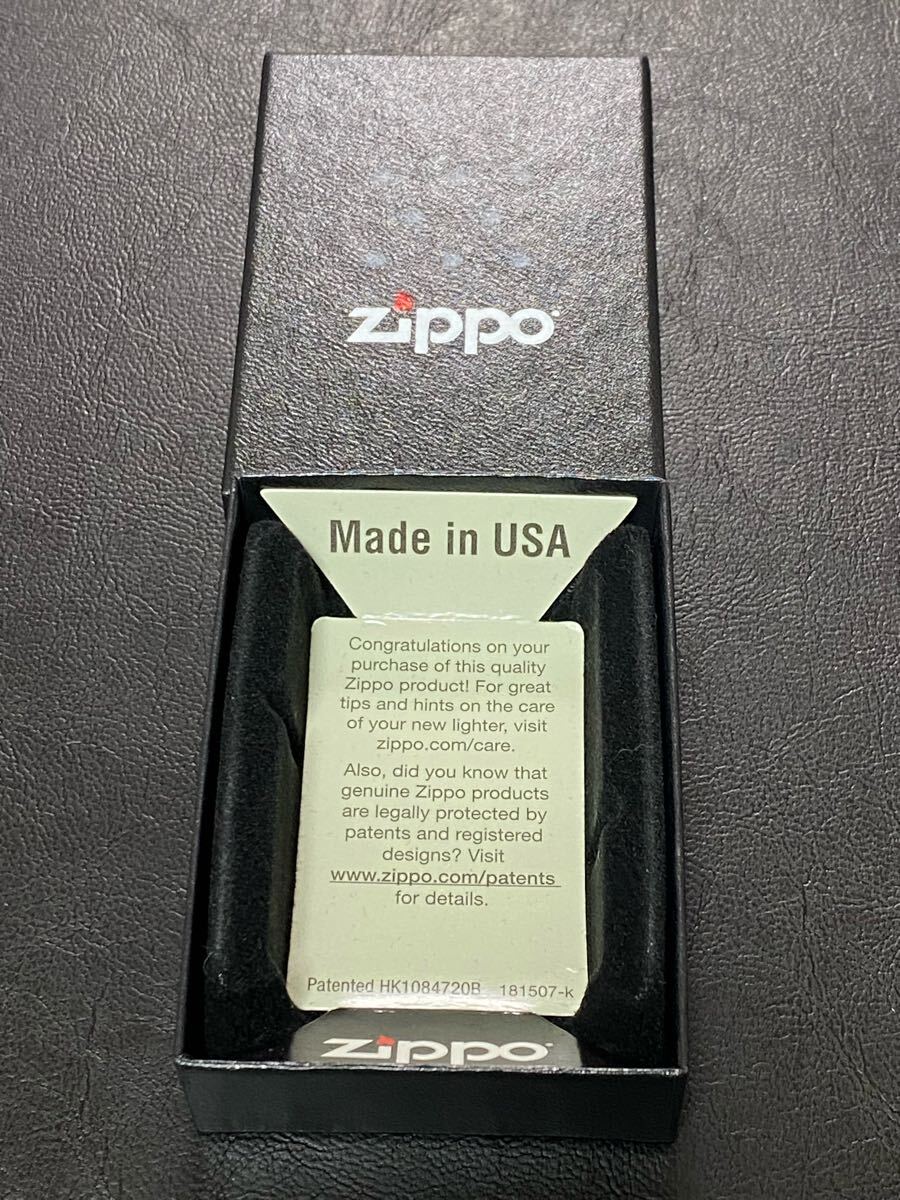 zippo
Made in USA
Congratulations on your
purchase of this quality
Zippo product! For great
tips and hints on the care
of your new lighter, visit
zippo.com/care.
Also, did you know that
genuine Zippo products
are legally protected by
patents and registered
designs? Visit
www.zippo.com/patents
for details.
Patented HK1084720B 181507-k
zippo